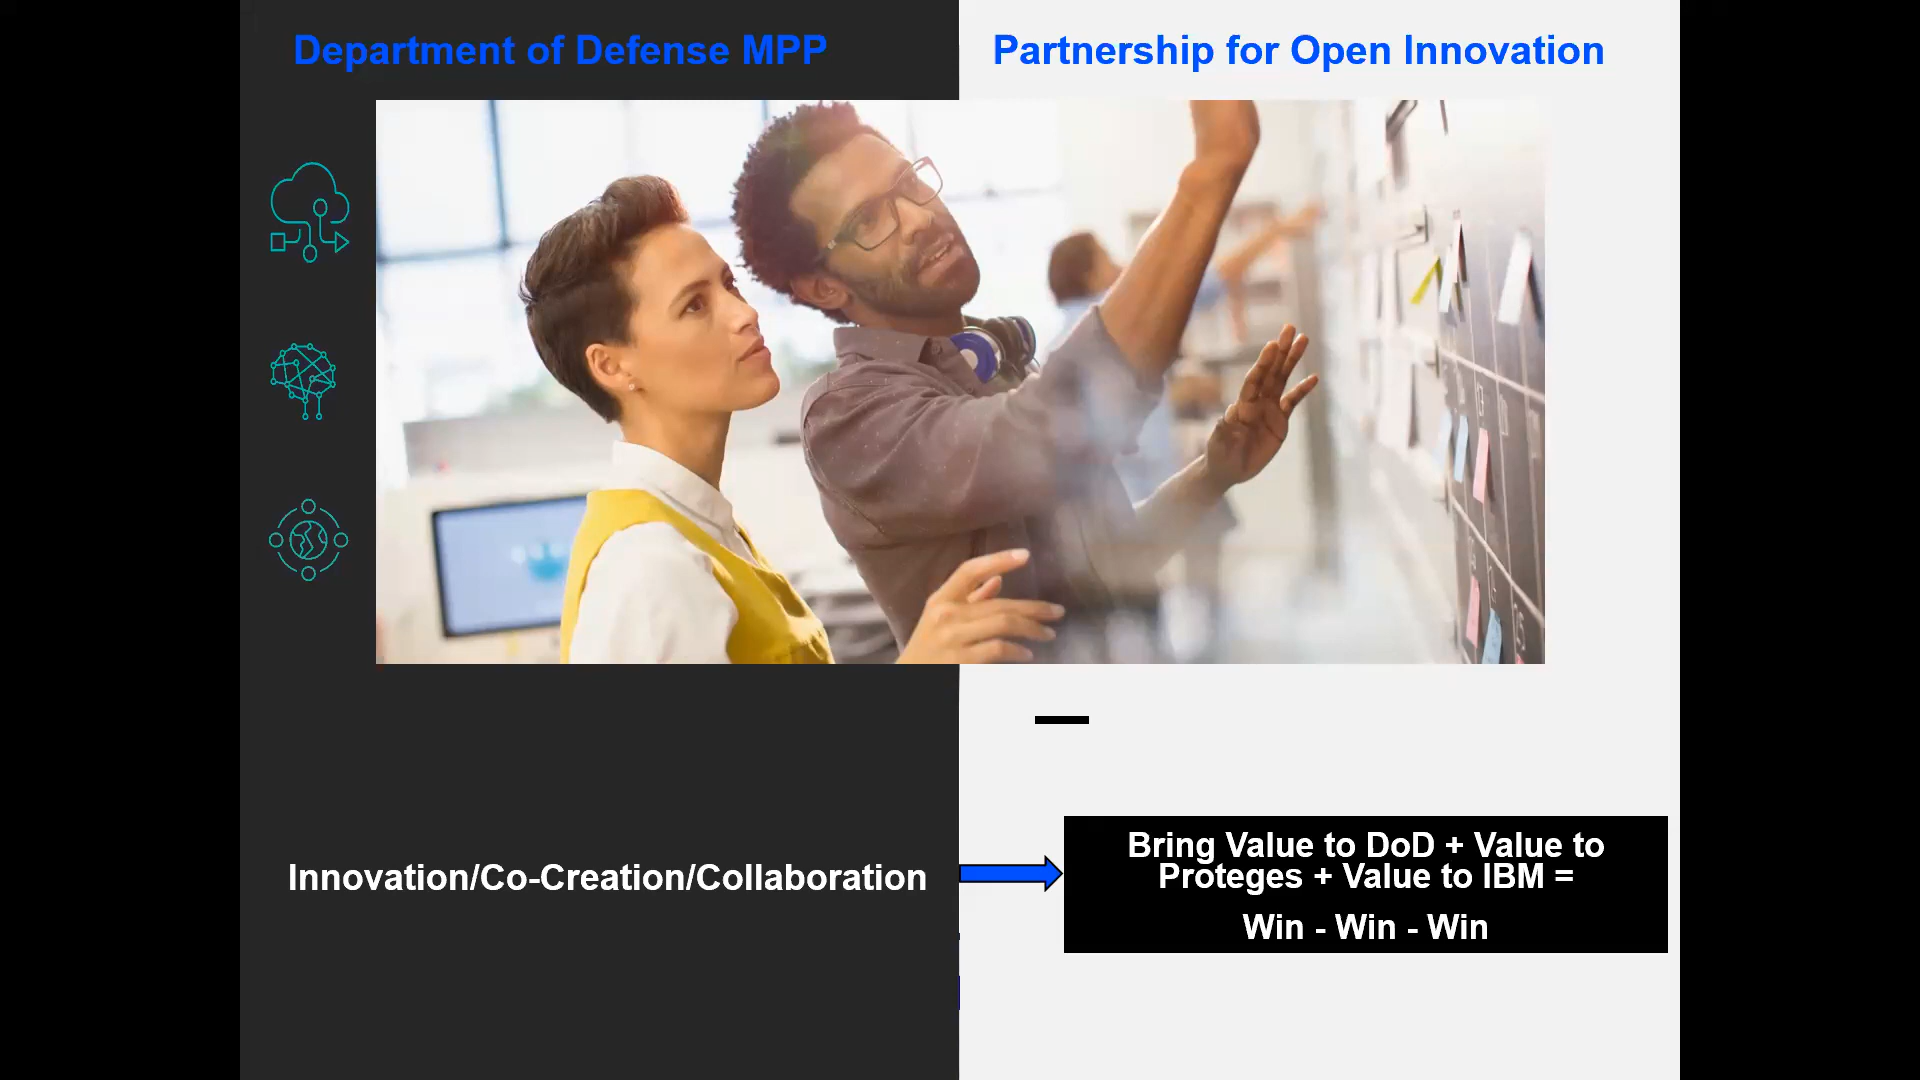 Department of Defense MPP
Partnership for Open Innovation
Innovation/Co-Creation/Collaboration
Bring Value to DoD + Value to
Proteges + Value to IBM =
Win - Win - Win